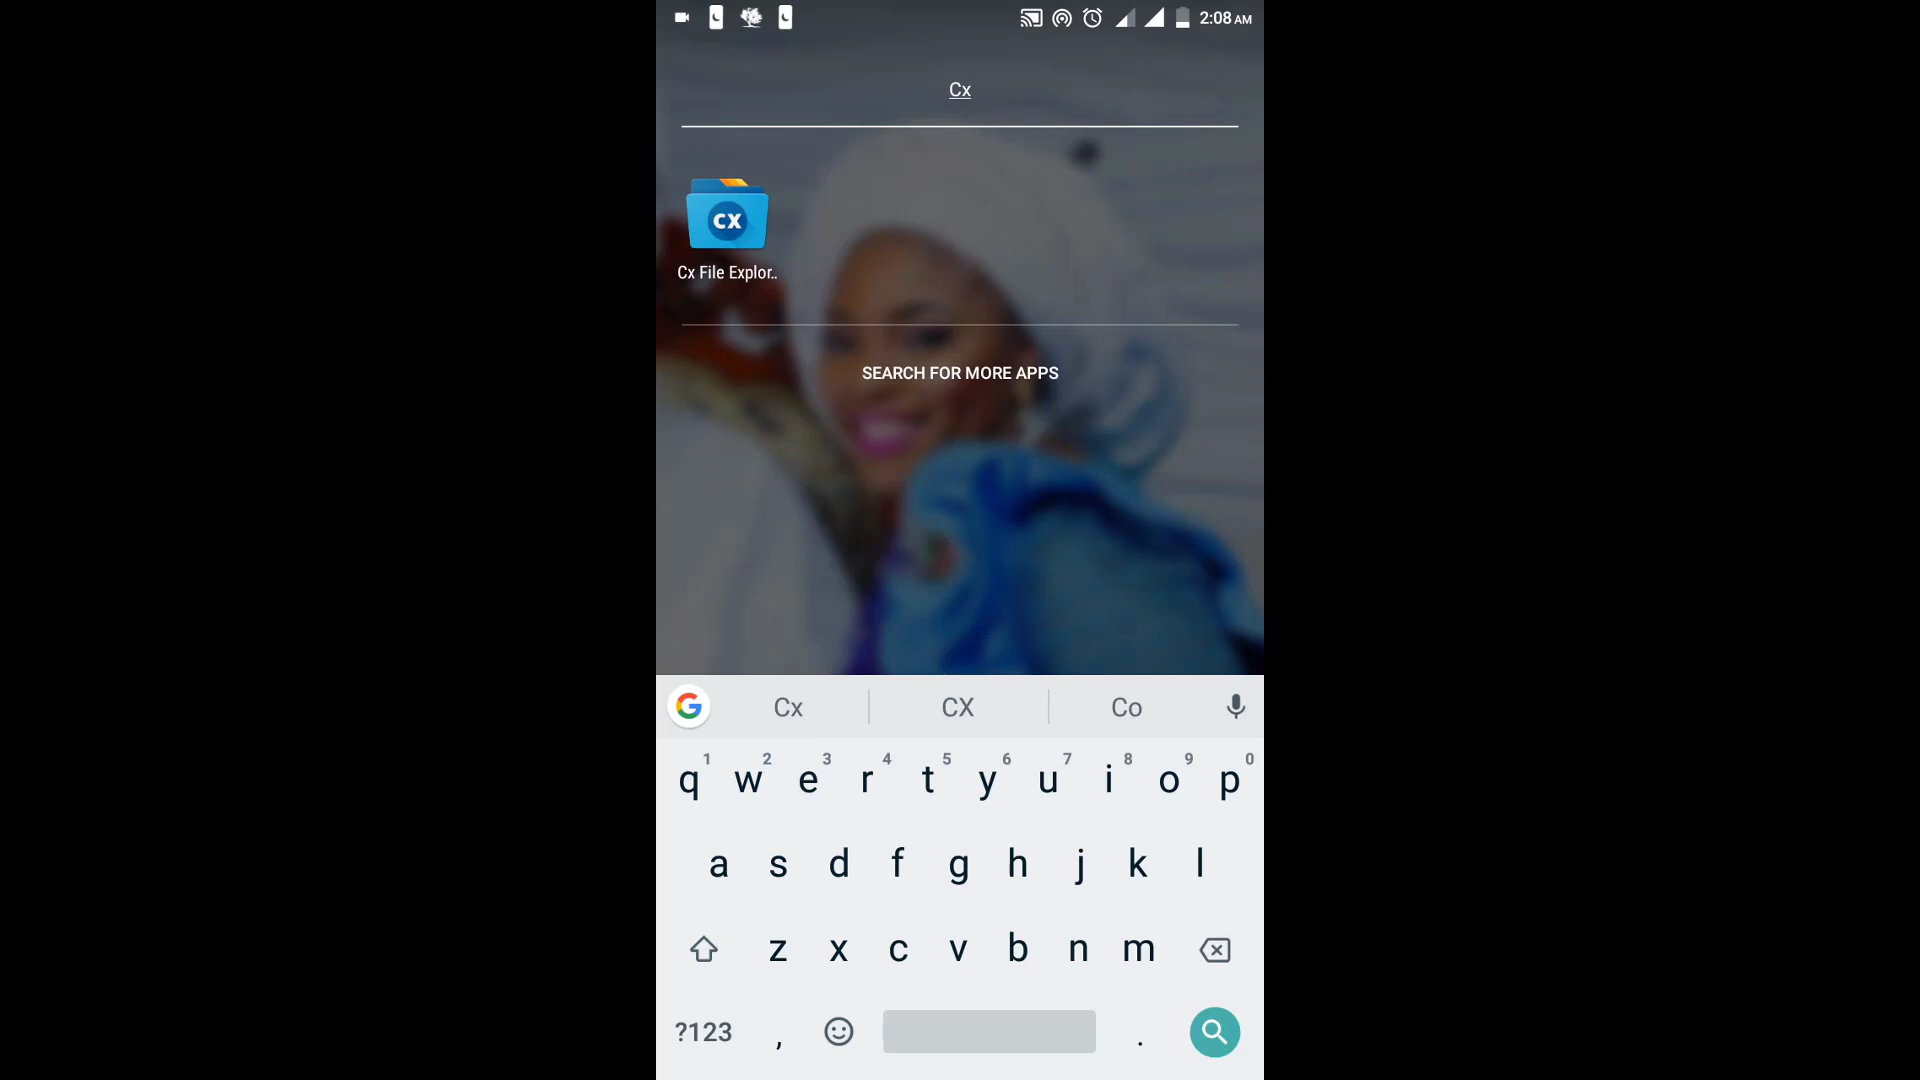 2:08 AM
Cx
CX
Cx File Explor..
SEARCH FOR MORE APPS
G Cx CX Co
1 2 3 4 5 6 7 8 9 0
q w e r t y u i o p
a s d f g h j k l
z x c v b n m
?123 , .